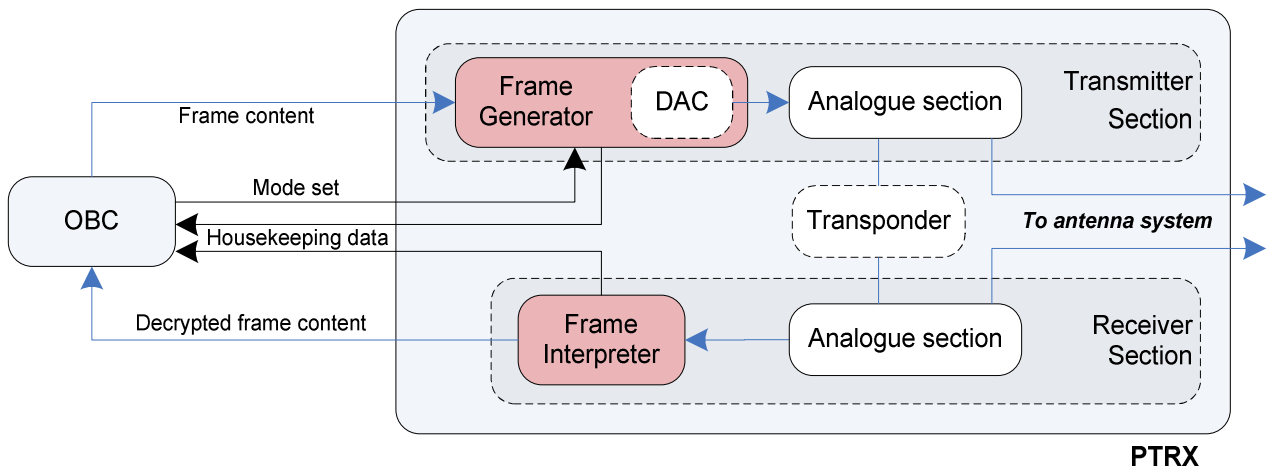 Frame
Generator
DAC
Analogue section
Transmitter
Section
Frame content
Mode set
OBC
Transponder
To antenna system
Housekeeping data
Decrypted frame content
Frame
Interpreter
Analogue section
Receiver
Section
PTRX